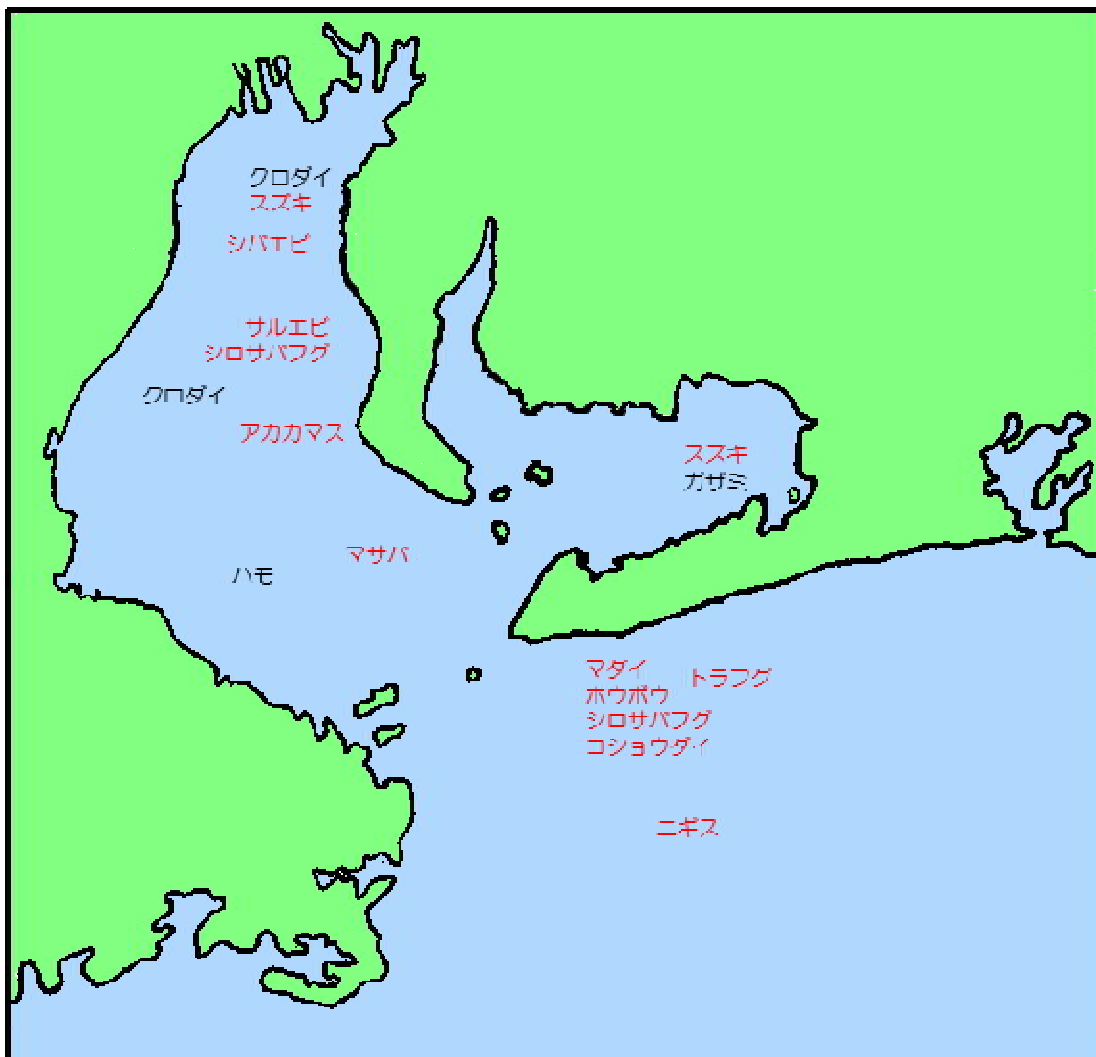 クロダイ
スズキ
シバエビ
サルエビ
シロサバフグ
クロダイ
アカカマス
スズキ
ガザミ
マサバ
ハモ
マダイ
トラフグ
ホウボウ
シロサバフグ
コショウダイ
ニギス